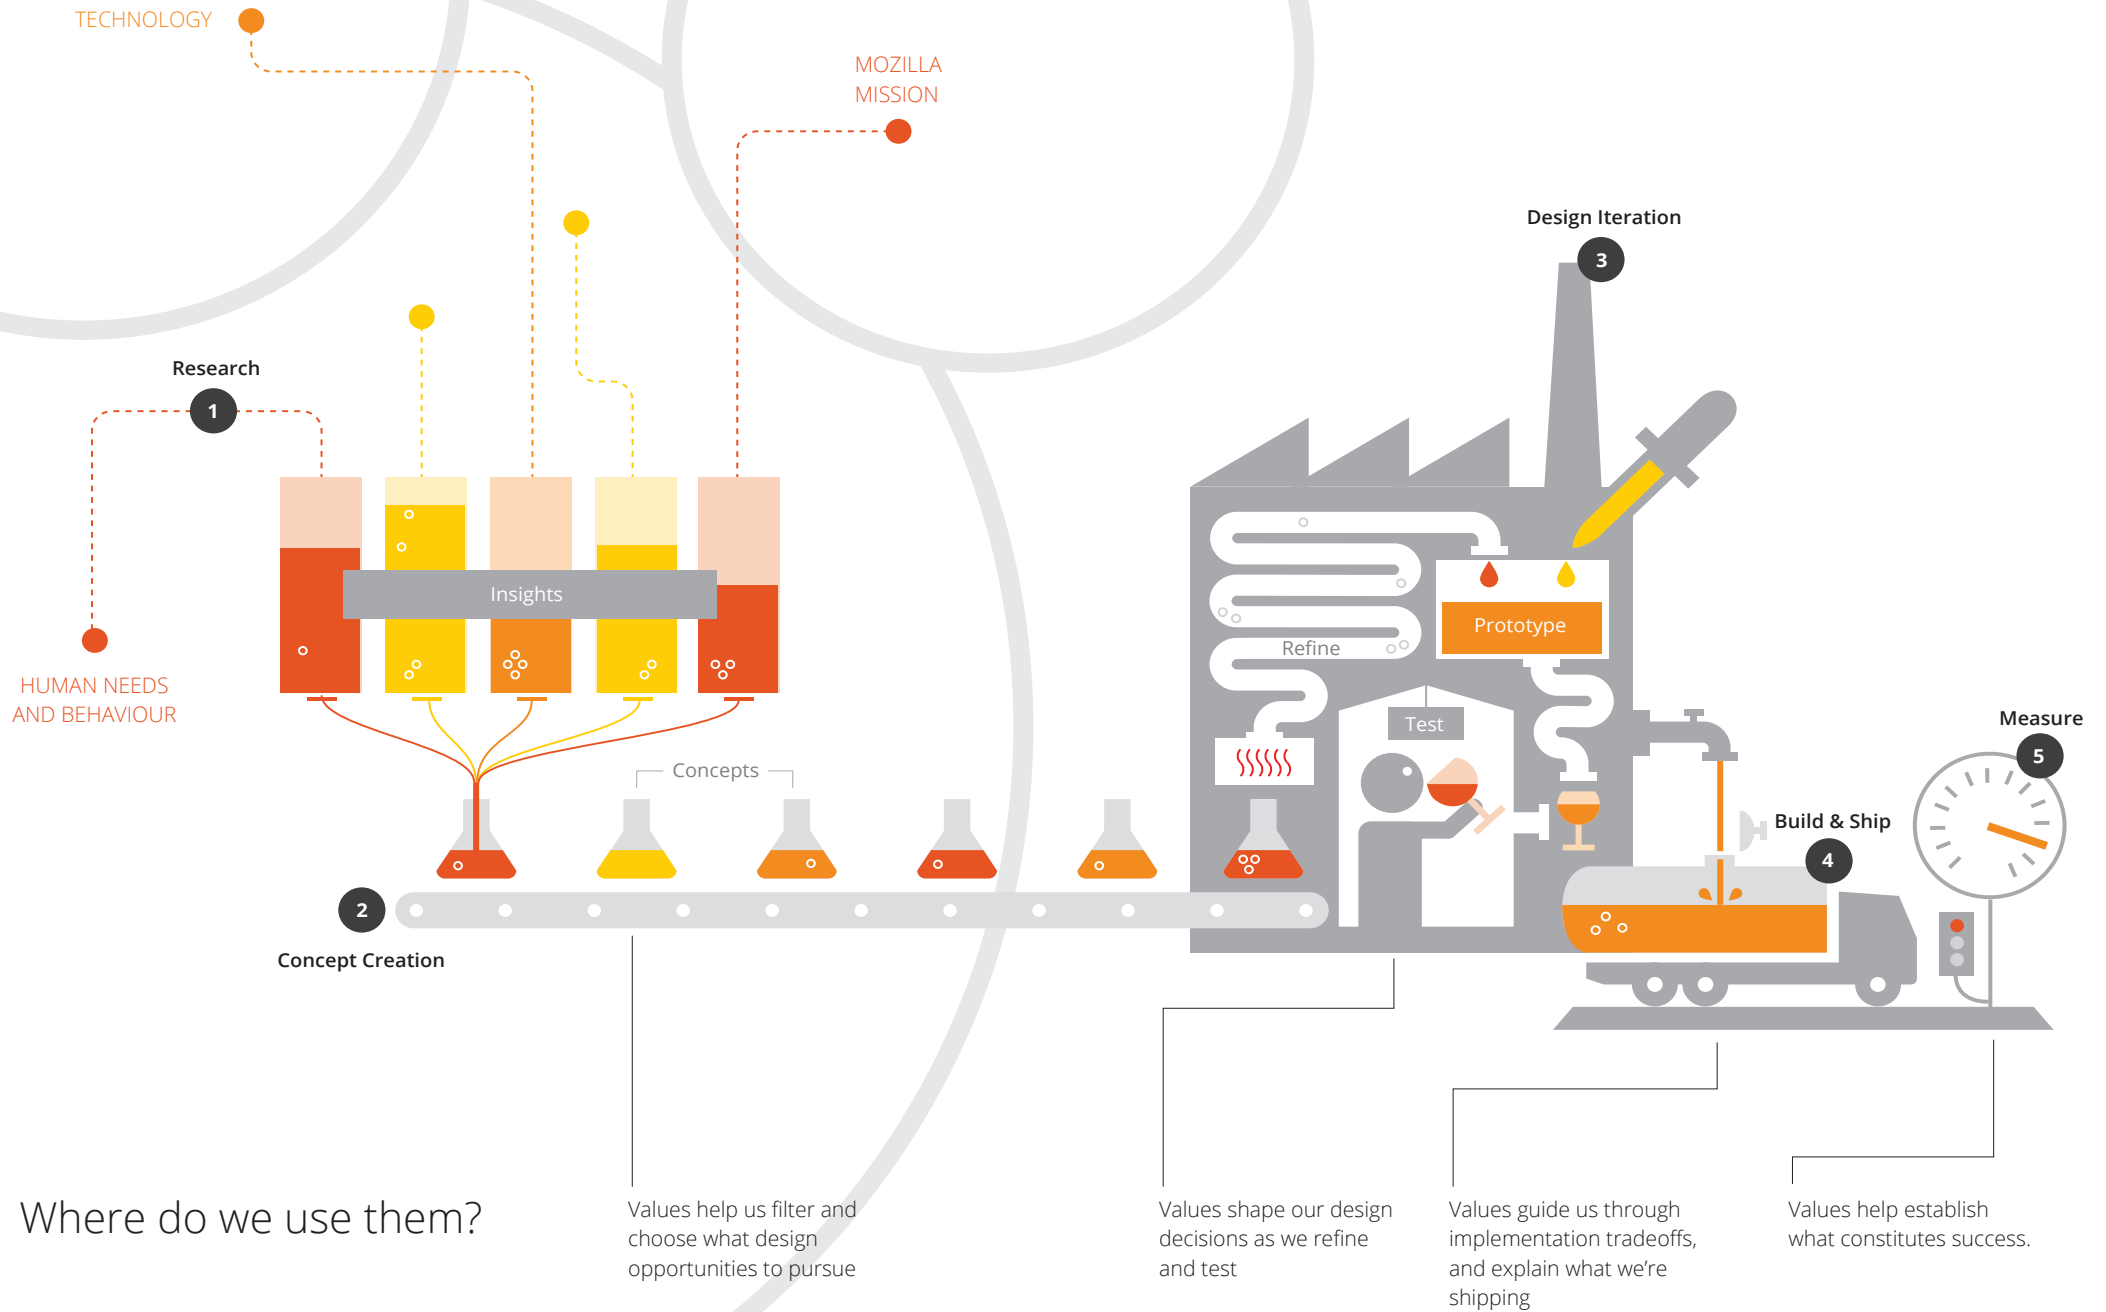 TECHNOLOGY
MOZILLA
MISSION
Design Iteration
3
Research
1
Insights
HUMAN NEEDS
AND BEHAVIOUR
Prototype
Refine
Test
Concepts
Measure
5
Build & Ship
4
2
Concept Creation
Where do we use them?
Values help us filter and
choose what design
opportunities to pursue
Values shape our design
decisions as we refine
and test
Values guide us through
implementation tradeoffs,
and explain what we’re
shipping
Values help establish
what constitutes success.